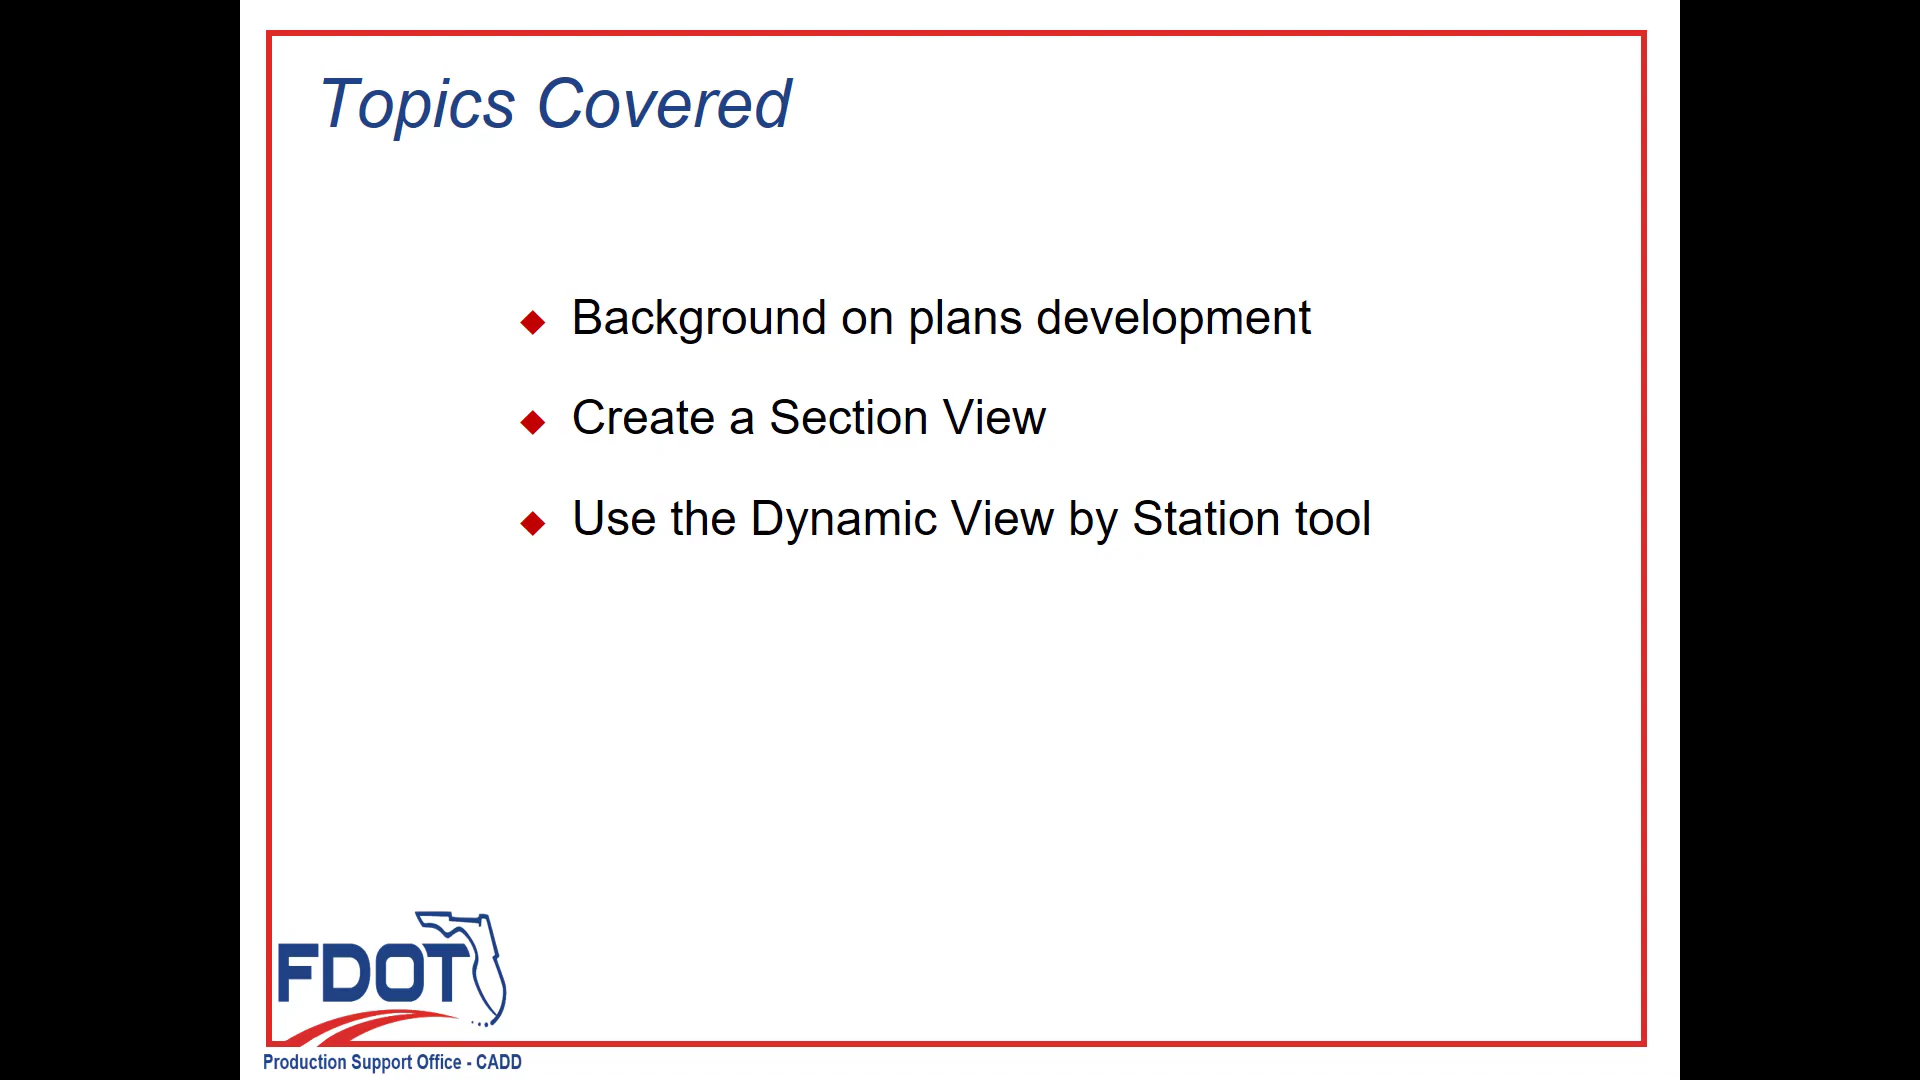 Topics Covered
Background on plans development
Create a Section View
Use the Dynamic View by Station tool
FDOT
Production Support Office - CADD